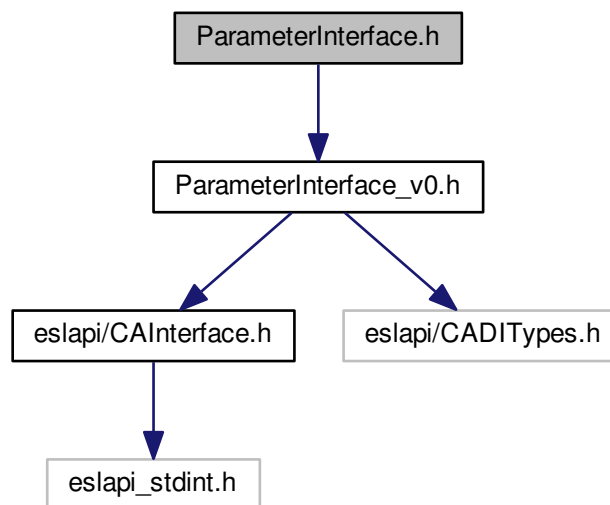 ParameterInterface.h
ParameterInterface_v0.h
eslapi/CAInterface.h
eslapi/CADITypes.h
eslapi_stdint.h